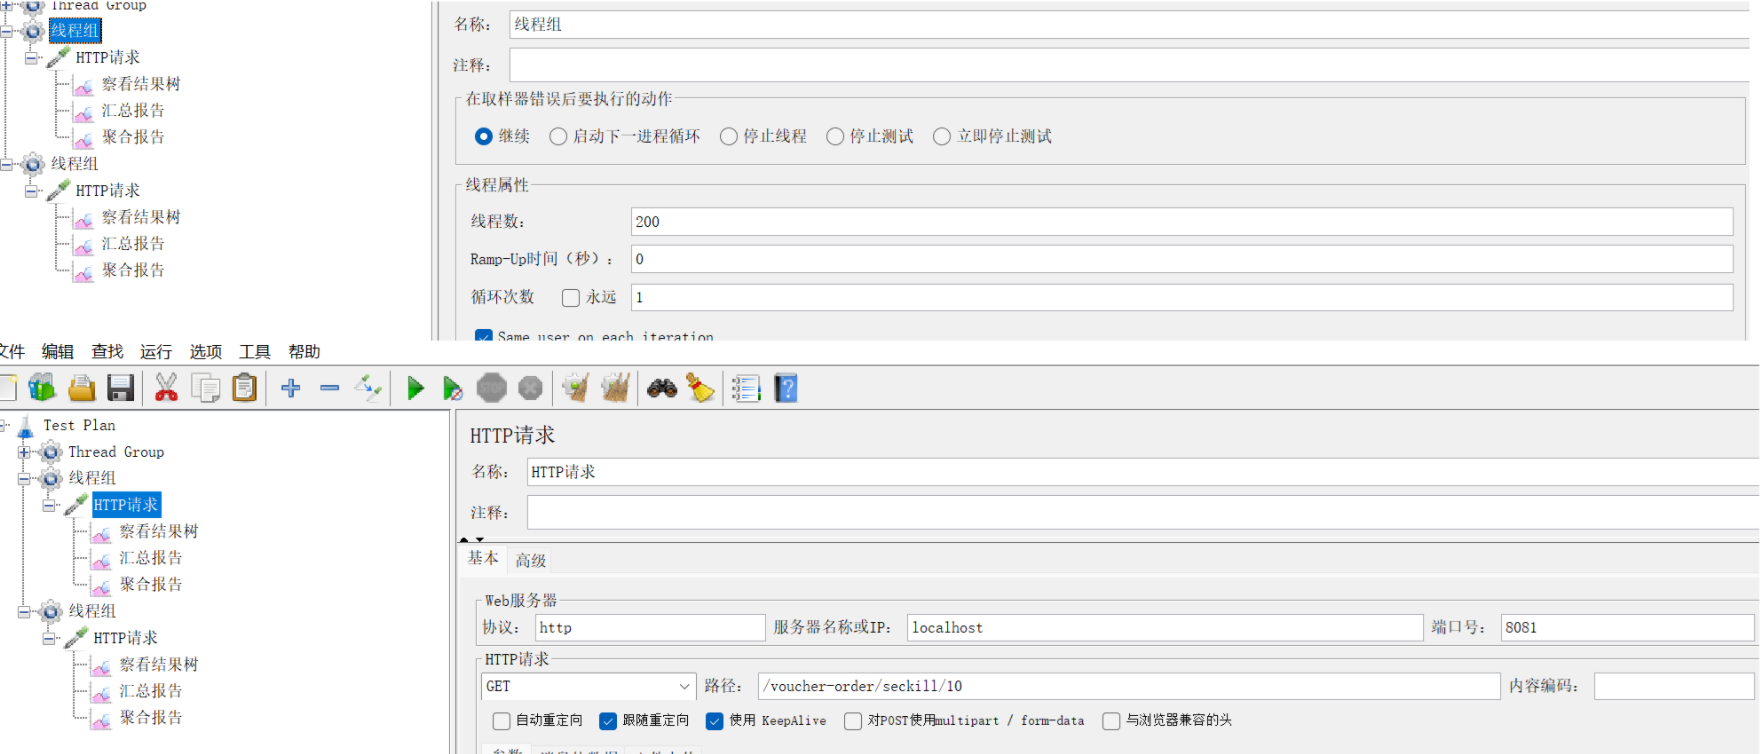 Thread Group
线程组
HTTP请求
察看结果树
汇总报告
聚合报告
线程组
HTTP请求
察看结果树
汇总报告
聚合报告
名称: 线程组
注释:
在取样器错误后要执行的动作
继续 启动下一进程循环 停止线程 停止测试 立即停止测试
线程属性
线程数: 200
Ramp-Up时间（秒）: 0
循环次数 永远 1
Same user on each iteration
文件 编辑 查找 运行 选项 工具 帮助
STOP
Test Plan
Thread Group
线程组
HTTP请求
察看结果树
汇总报告
聚合报告
线程组
HTTP请求
察看结果树
汇总报告
聚合报告
HTTP请求
名称: HTTP请求
注释:
基本 高级
Web服务器
协议: http 服务器名称或IP: localhost 端口号: 8081
HTTP请求
GET 路径: /voucher-order/seckill/10 内容编码:
自动重定向 跟随重定向 使用 KeepAlive 对POST使用multipart / form-data 与浏览器兼容的头